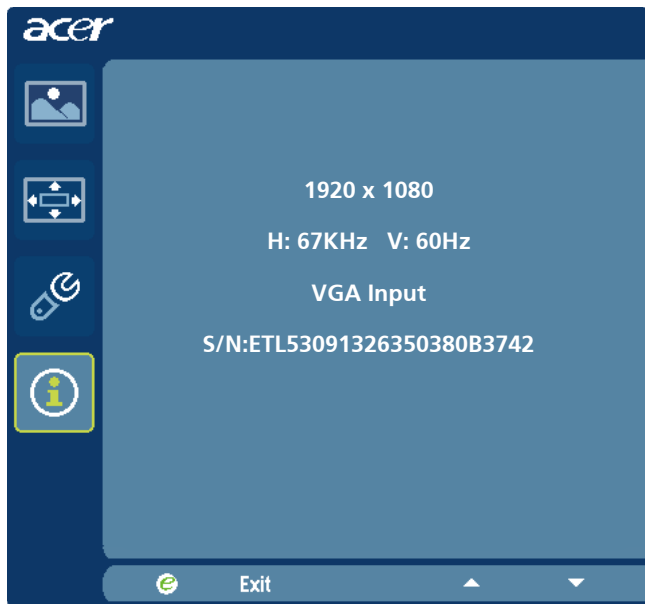 acer
1920 x 1080
H: 67KHz V: 60Hz
VGA Input
S/N:ETL53091326350380B3742
e Exit